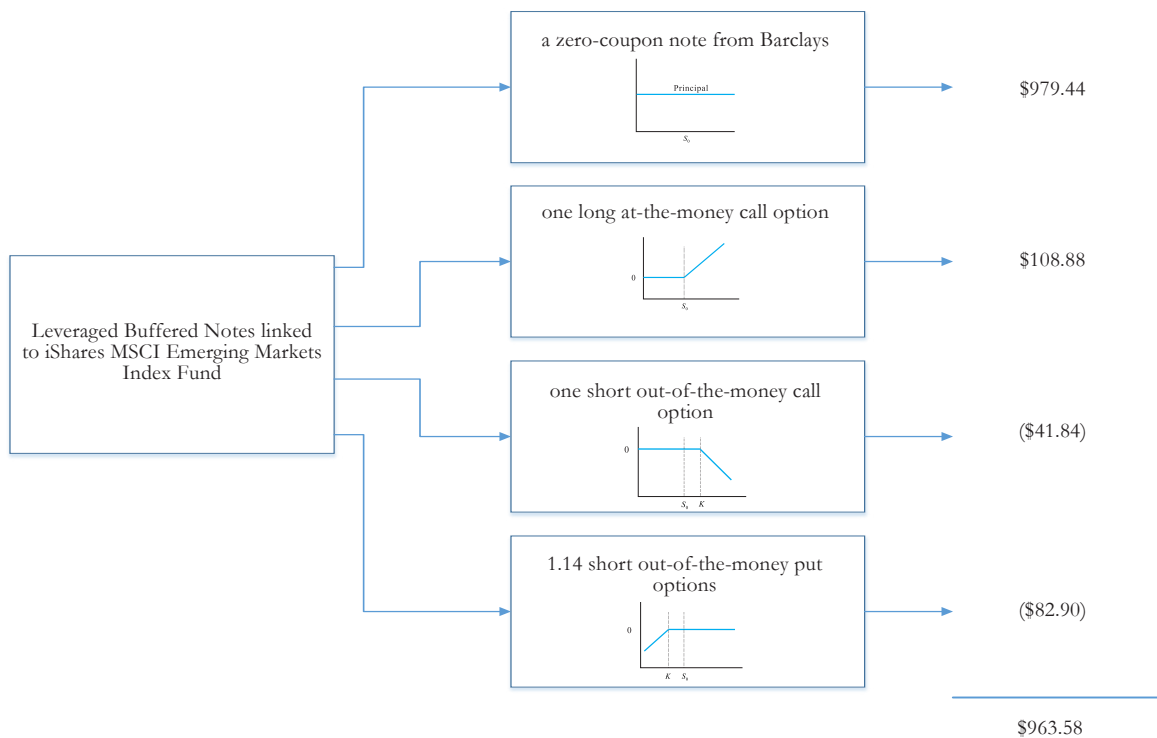 a zero-coupon note from Barclays
Principal
S₀
$979.44
one long at-the-money call option
0
S₀
$108.88
Leveraged Buffered Notes linked
to iShares MSCI Emerging Markets
Index Fund
one short out-of-the-money call
option
0
S₀ K
($41.84)
1.14 short out-of-the-money put
options
0
K S₀
($82.90)
$963.58